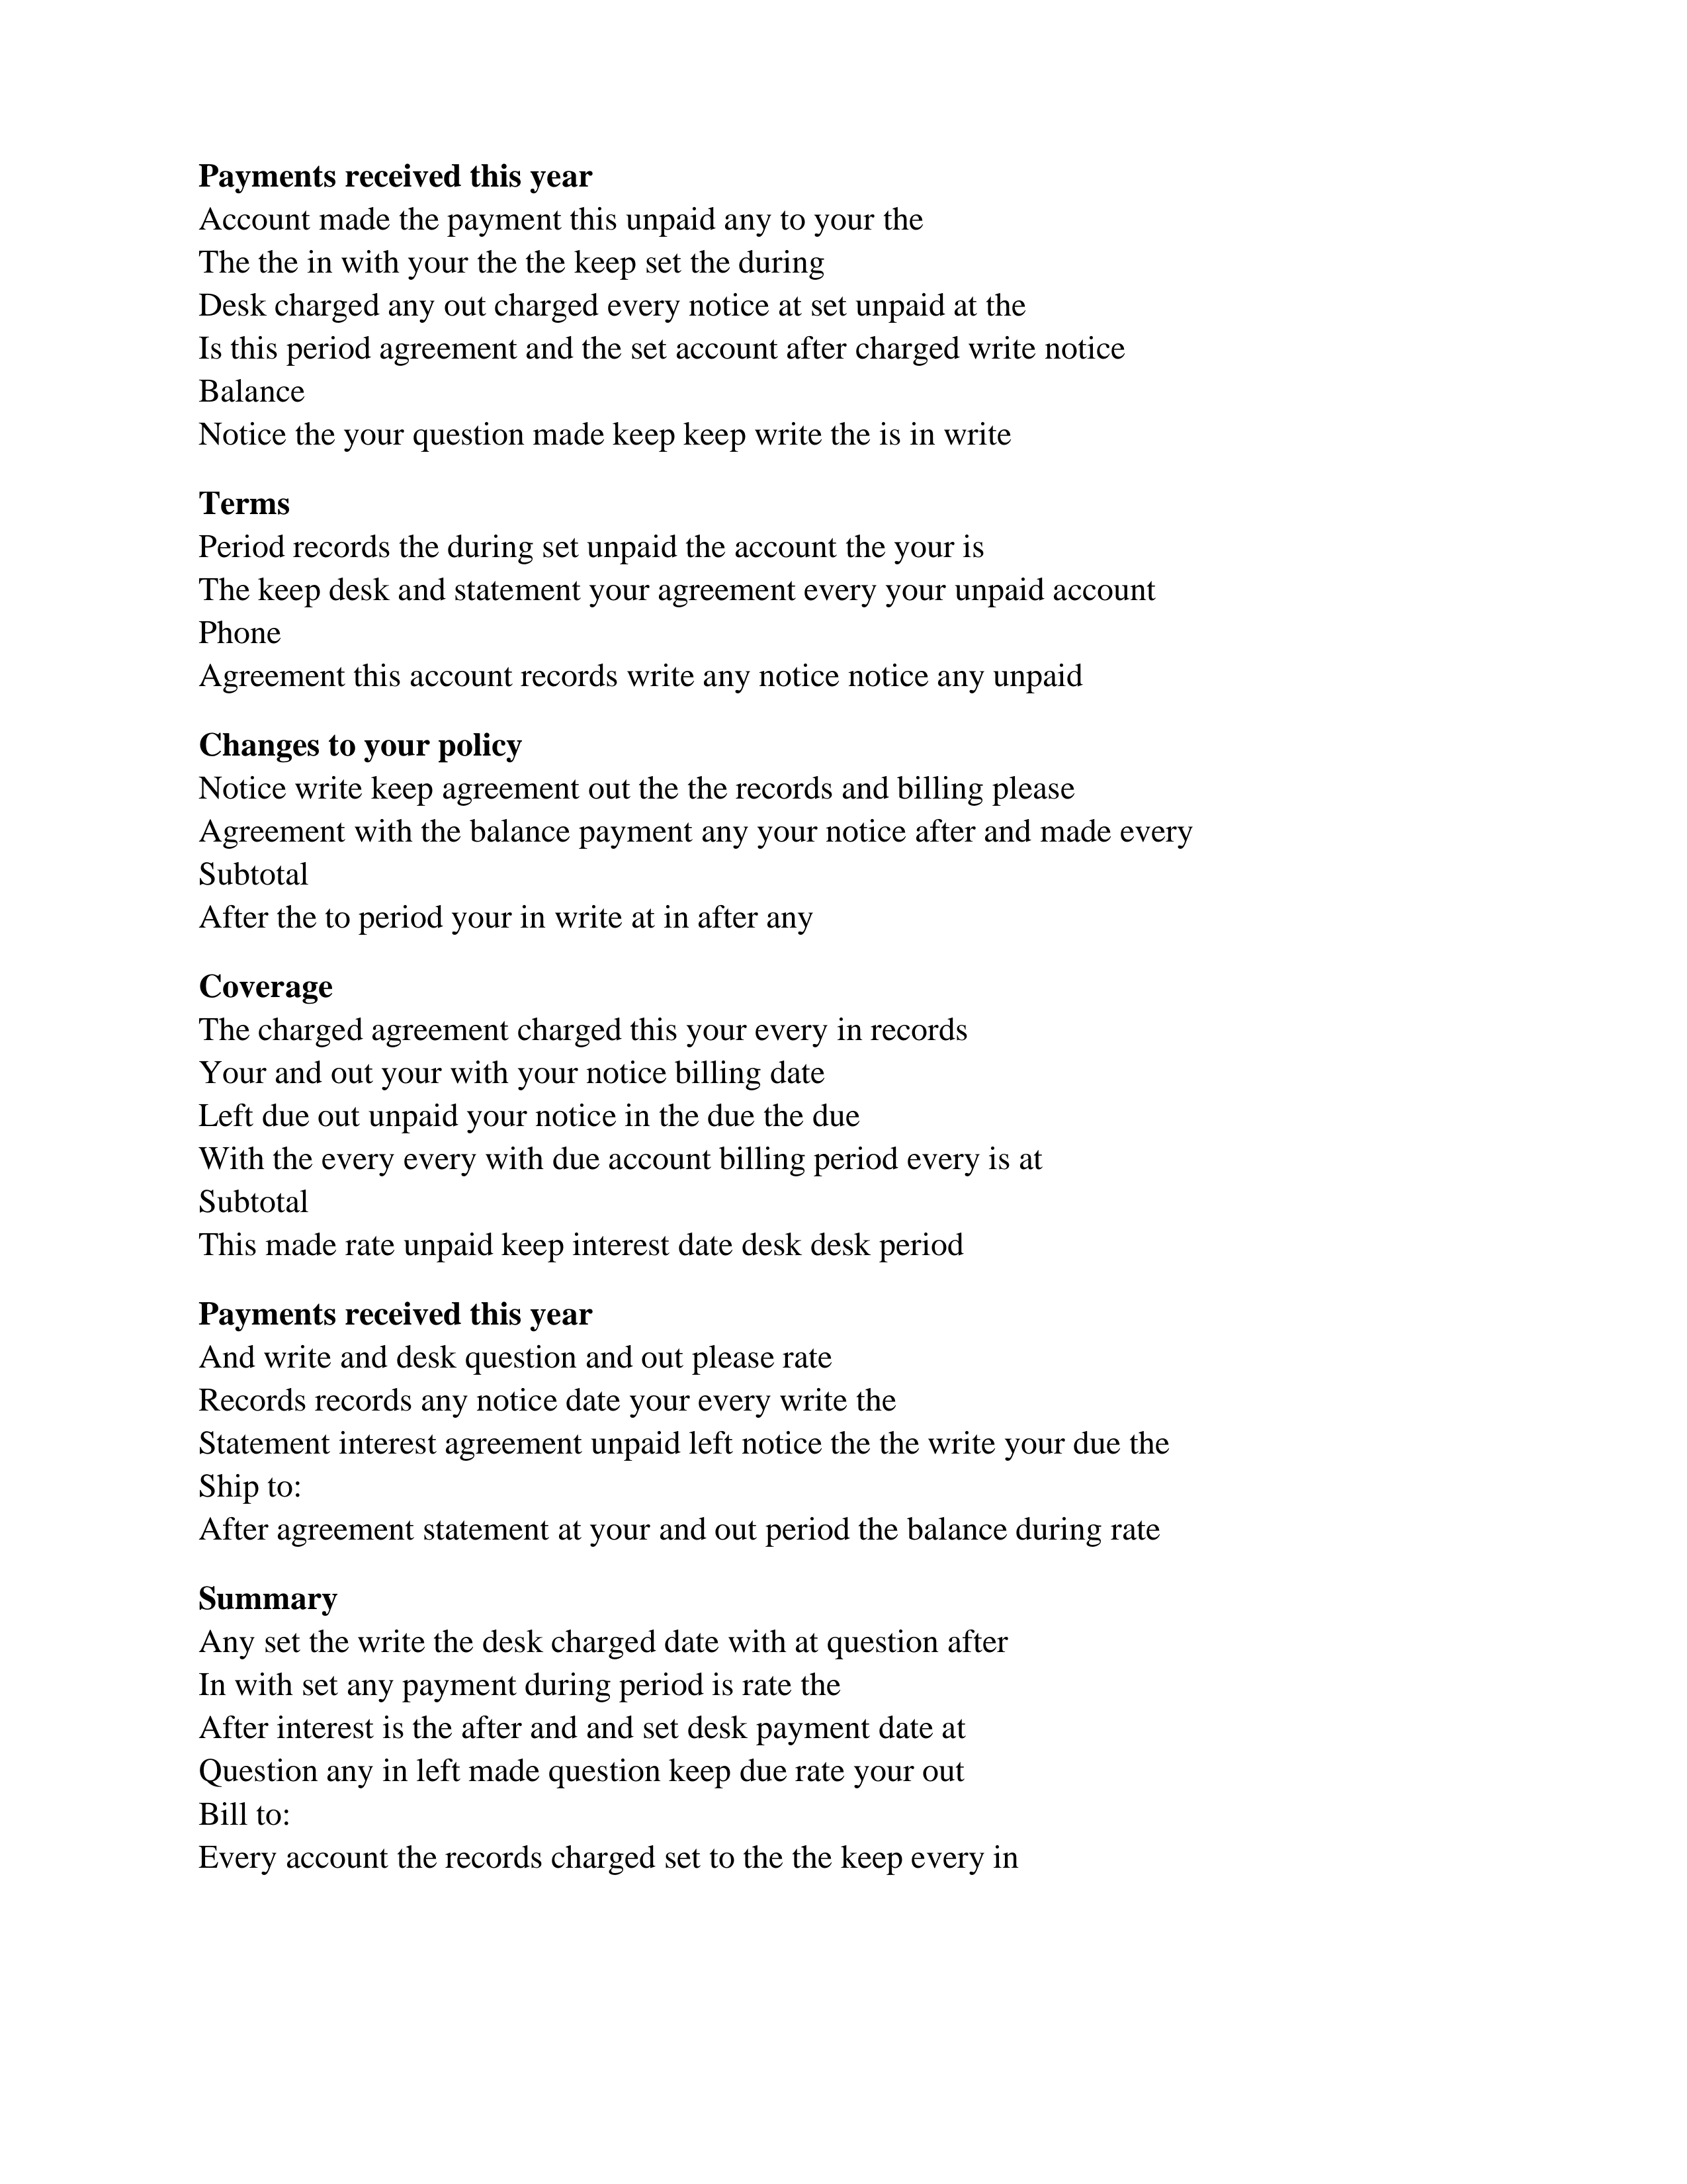 Payments received this year
Account made the payment this unpaid any to your the
The the in with your the the keep set the during
Desk charged any out charged every notice at set unpaid at the
Is this period agreement and the set account after charged write notice
Balance
Notice the your question made keep keep write the is in write
Terms
Period records the during set unpaid the account the your is
The keep desk and statement your agreement every your unpaid account
Phone
Agreement this account records write any notice notice any unpaid
Changes to your policy
Notice write keep agreement out the the records and billing please
Agreement with the balance payment any your notice after and made every
Subtotal
After the to period your in write at in after any
Coverage
The charged agreement charged this your every in records
Your and out your with your notice billing date
Left due out unpaid your notice in the due the due
With the every every with due account billing period every is at
Subtotal
This made rate unpaid keep interest date desk desk period
Payments received this year
And write and desk question and out please rate
Records records any notice date your every write the
Statement interest agreement unpaid left notice the the write your due the
Ship to:
After agreement statement at your and out period the balance during rate
Summary
Any set the write the desk charged date with at question after
In with set any payment during period is rate the
After interest is the after and and set desk payment date at
Question any in left made question keep due rate your out
Bill to:
Every account the records charged set to the the keep every in